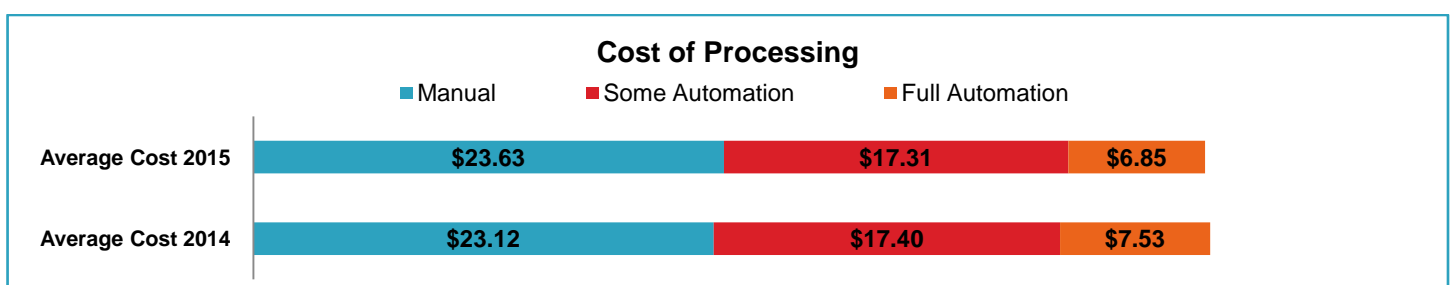 Cost of Processing
Manual Some Automation Full Automation
Average Cost 2015 $23.63 $17.31 $6.85
Average Cost 2014 $23.12 $17.40 $7.53